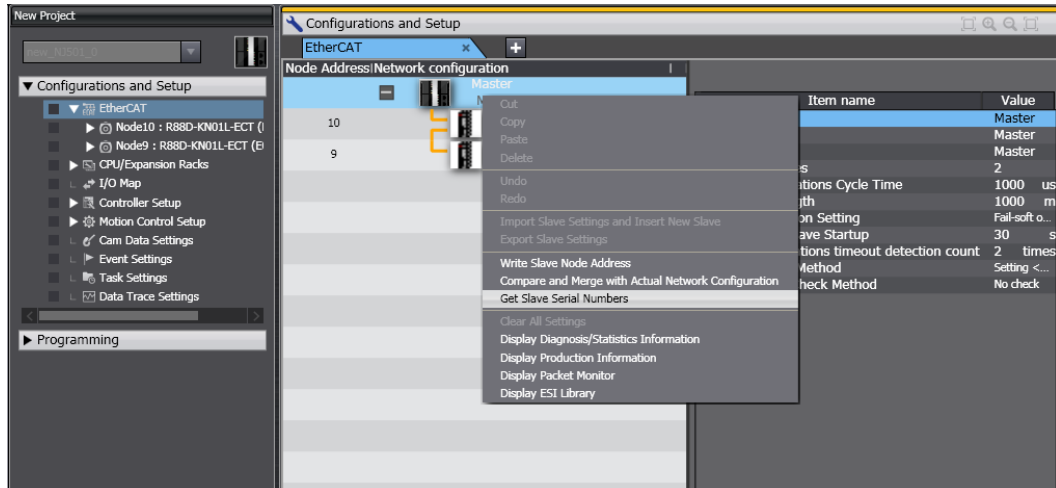 New Project
new_NJ501_0
Configurations and Setup
EtherCAT
Node10 : R88D-KN01L-ECT (
Node9 : R88D-KN01L-ECT (E
CPU/Expansion Racks
I/O Map
Controller Setup
Motion Control Setup
Cam Data Settings
Event Settings
Task Settings
Data Trace Settings
Programming
Configurations and Setup
EtherCAT
Node Address Network configuration
Master
10
9
Cut
Copy
Paste
Delete
Undo
Redo
Import Slave Settings and Insert New Slave
Export Slave Settings
Write Slave Node Address
Compare and Merge with Actual Network Configuration
Get Slave Serial Numbers
Clear All Settings
Display Diagnosis/Statistics Information
Display Production Information
Display Packet Monitor
Display ESI Library
Item name Value
Master
Master
Master
2
ations Cycle Time 1000 us
gth 1000 m
on Setting Fail-soft o...
ave Startup 30 s
tions timeout detection count 2 times
Method Setting <...
heck Method No check